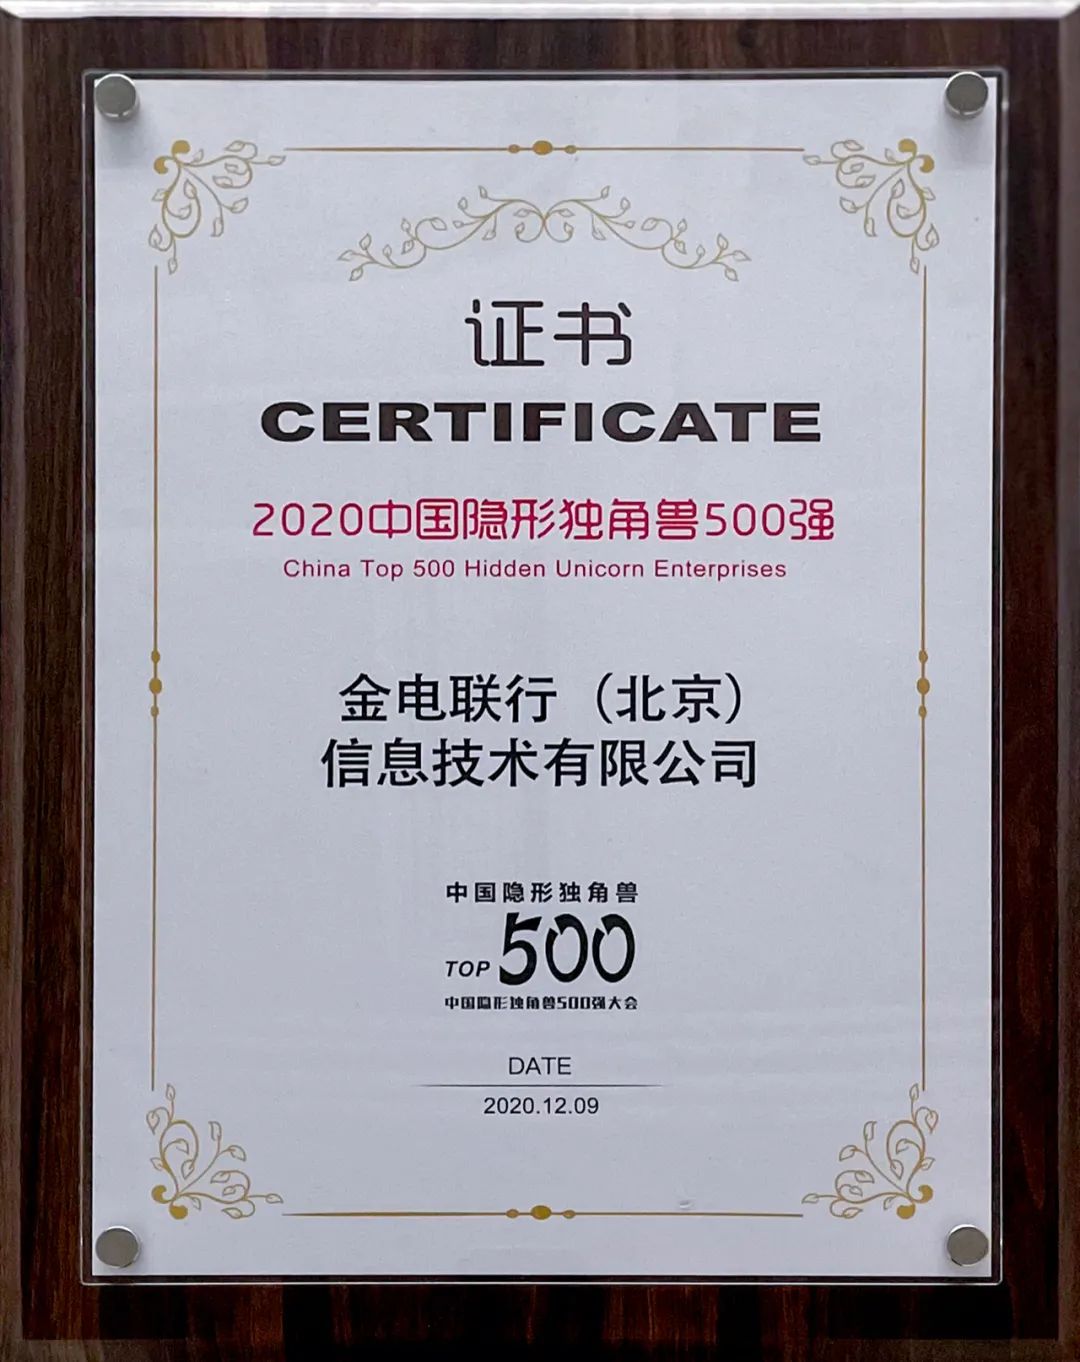 证书
CERTIFICATE
2020中国隐形独角兽500强
China Top 500 Hidden Unicorn Enterprises
金电联行（北京）
信息技术有限公司
中国隐形独角兽
TOP 500
中国隐形独角兽500强大会
DATE
2020.12.09